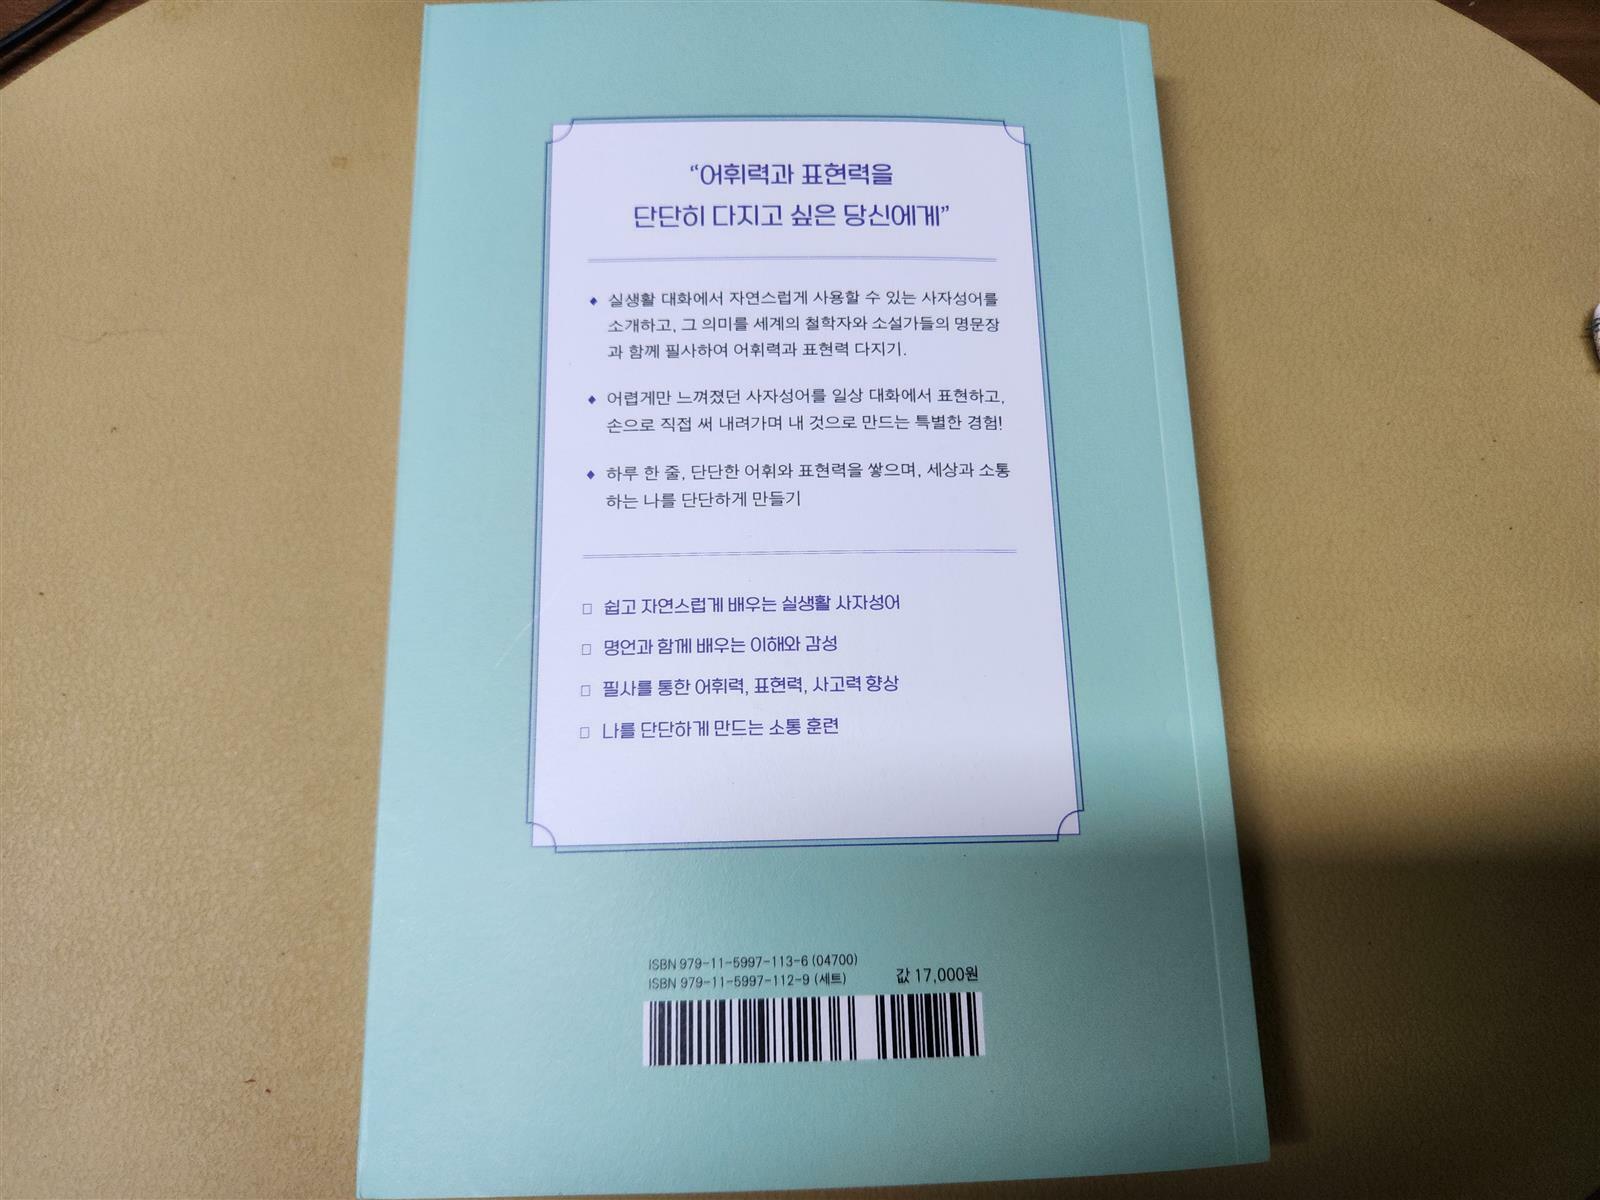 “어휘력과 표현력을
단단히 다지고 싶은 당신에게”
◆ 실생활 대화에서 자연스럽게 사용할 수 있는 사자성어를
소개하고, 그 의미를 세계의 철학자와 소설가들의 명문장
과 함께 필사하여 어휘력과 표현력 다지기.
◆ 어렵게만 느껴졌던 사자성어를 일상 대화에서 표현하고,
손으로 직접 써 내려가며 내 것으로 만드는 특별한 경험!
◆ 하루 한 줄, 단단한 어휘와 표현력을 쌓으며, 세상과 소통
하는 나를 단단하게 만들기
□ 쉽고 자연스럽게 배우는 실생활 사자성어
□ 명언과 함께 배우는 이해와 감성
□ 필사를 통한 어휘력, 표현력, 사고력 향상
□ 나를 단단하게 만드는 소통 훈련
ISBN 979-11-5997-113-6 (04700)
ISBN 979-11-5997-112-9 (세트)
값 17,000원